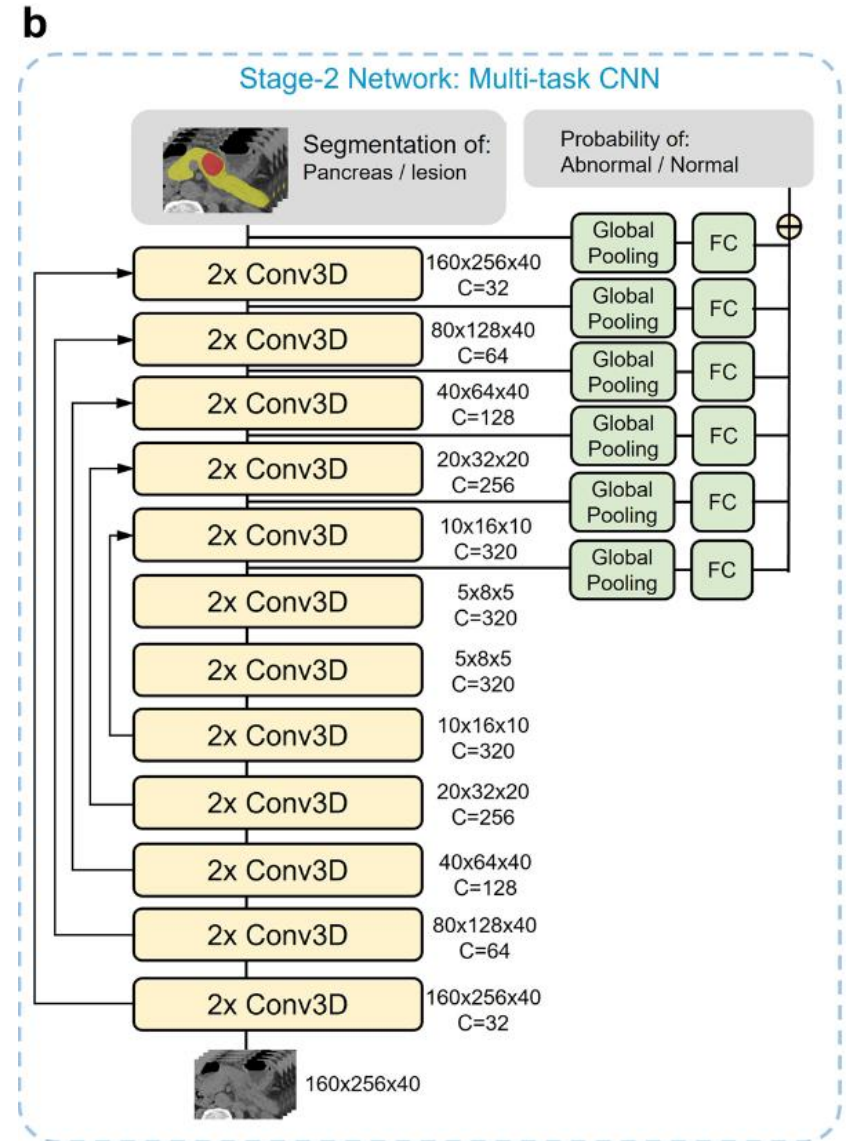 b
Stage-2 Network: Multi-task CNN
Segmentation of:
Pancreas / lesion
Probability of:
Abnormal / Normal
Global
Pooling
FC
2x Conv3D
160x256x40
C=32
Global
Pooling
FC
2x Conv3D
80x128x40
C=64
Global
Pooling
FC
2x Conv3D
40x64x40
C=128
Global
Pooling
FC
2x Conv3D
20x32x20
C=256
Global
Pooling
FC
2x Conv3D
10x16x10
C=320
Global
Pooling
FC
2x Conv3D
5x8x5
C=320
2x Conv3D
5x8x5
C=320
2x Conv3D
10x16x10
C=320
2x Conv3D
20x32x20
C=256
2x Conv3D
40x64x40
C=128
2x Conv3D
80x128x40
C=64
2x Conv3D
160x256x40
C=32
160x256x40